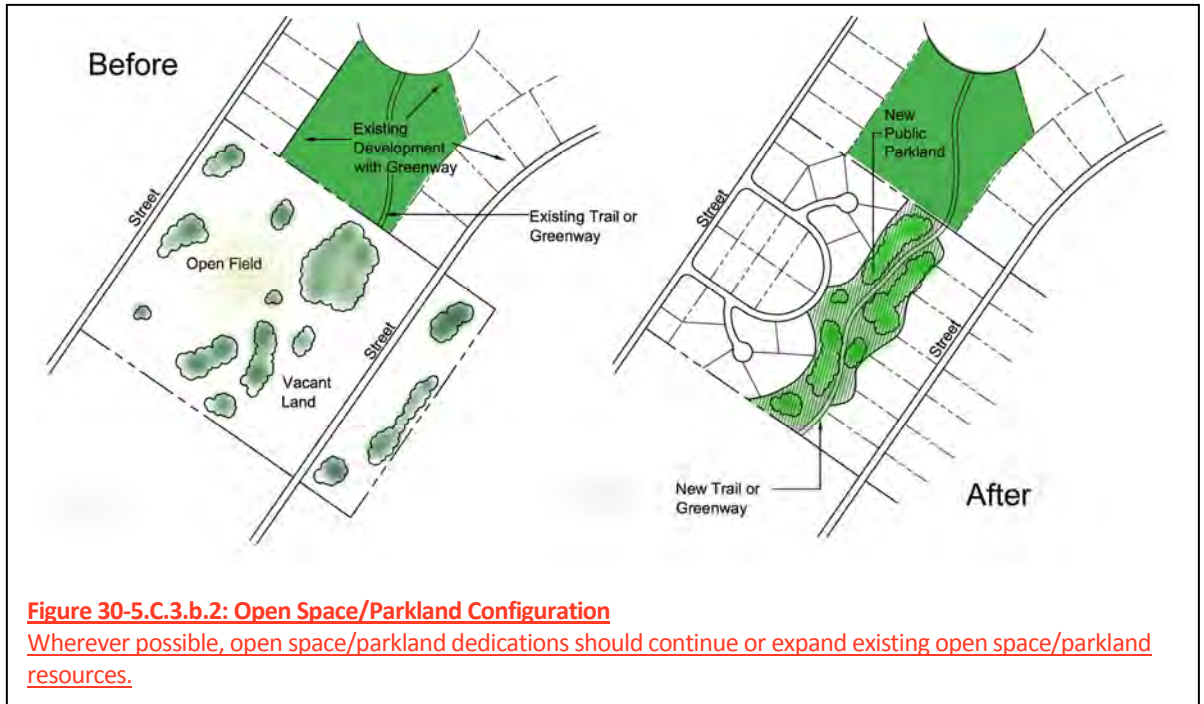 Before
Existing
Development
with Greenway
Street
Existing Trail or
Greenway
Open Field
Street
Vacant
Land
New
Public
Parkland
Street
Street
New Trail or
Greenway
After
Figure 30-5.C.3.b.2: Open Space/Parkland Configuration
Wherever possible, open space/parkland dedications should continue or expand existing open space/parkland
resources.